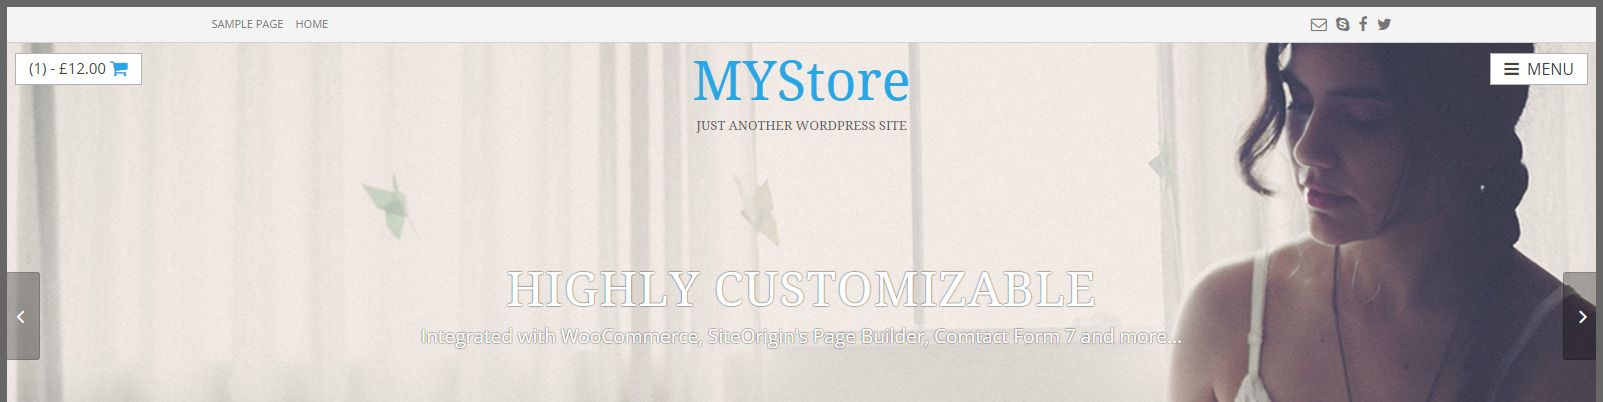 SAMPLE PAGE HOME
(1) - £12.00
MYStore
MENU
JUST ANOTHER WORDPRESS SITE
HIGHLY CUSTOMIZABLE
Integrated with WooCommerce, SiteOrigin's Page Builder, Comtact Form 7 and more...